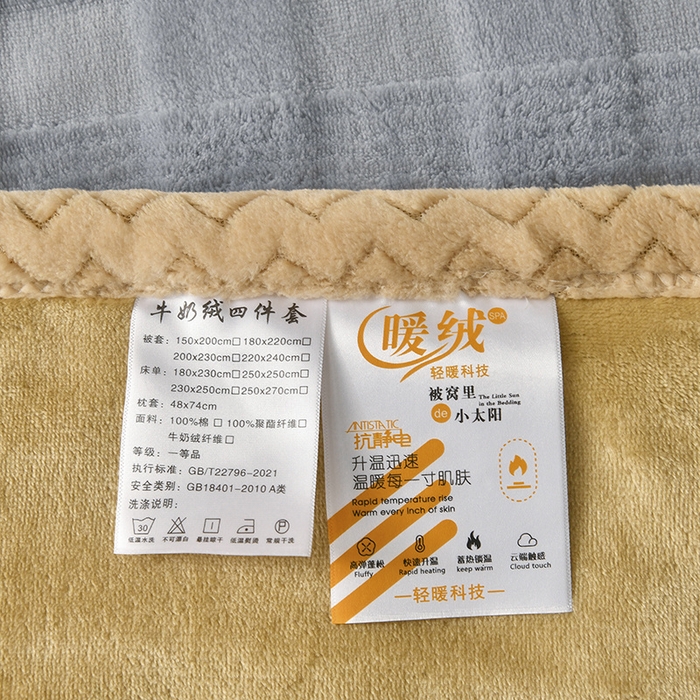 牛奶绒四件套
被套：150x200cm□ 180x220cm□
200x230cm□ 220x240cm□
床单：180x230cm□ 250x250cm□
230x250cm□ 250x270cm□
枕套：48x74cm
面料：100%棉□ 100%聚酯纤维□
牛奶绒纤维□
等级：一等品
执行标准：GB/T22796-2021
安全类别：GB18401-2010 A类
洗涤说明：
30
低温水洗 不可漂白 悬挂晾干 低温熨烫 常规干洗
暖绒 SPA
轻暖科技
被窝里 The Little Sun in the Bedding
de 小太阳
ANTISTATIC
抗静电
升温迅速
温暖每一寸肌肤
Rapid temperature rise
Warm every inch of skin
高弹蓬松 快速升温 蓄热锁温 云端触感
Fluffy Rapid heating keep warm Cloud touch
—轻暖科技—